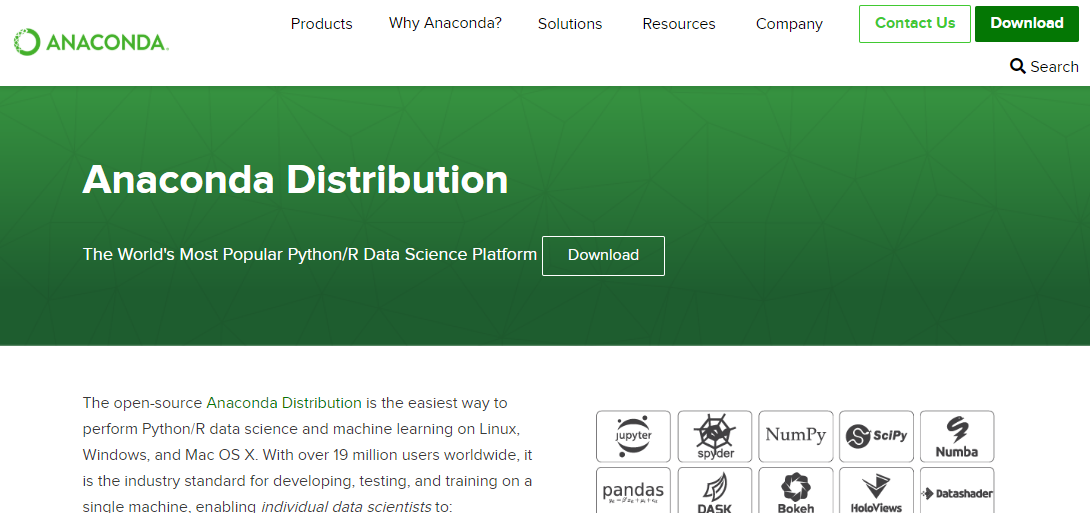 Products Why Anaconda? Solutions Resources Company Contact Us Download
ANACONDA.
Search
Anaconda Distribution
The World's Most Popular Python/R Data Science Platform Download
The open-source Anaconda Distribution is the easiest way to
perform Python/R data science and machine learning on Linux,
Windows, and Mac OS X. With over 19 million users worldwide, it
is the industry standard for developing, testing, and training on a
single machine, enabling individual data scientists to:
jupyter spyder NumPy SciPy Numba
pandas DASK Bokeh HoloViews Datashader